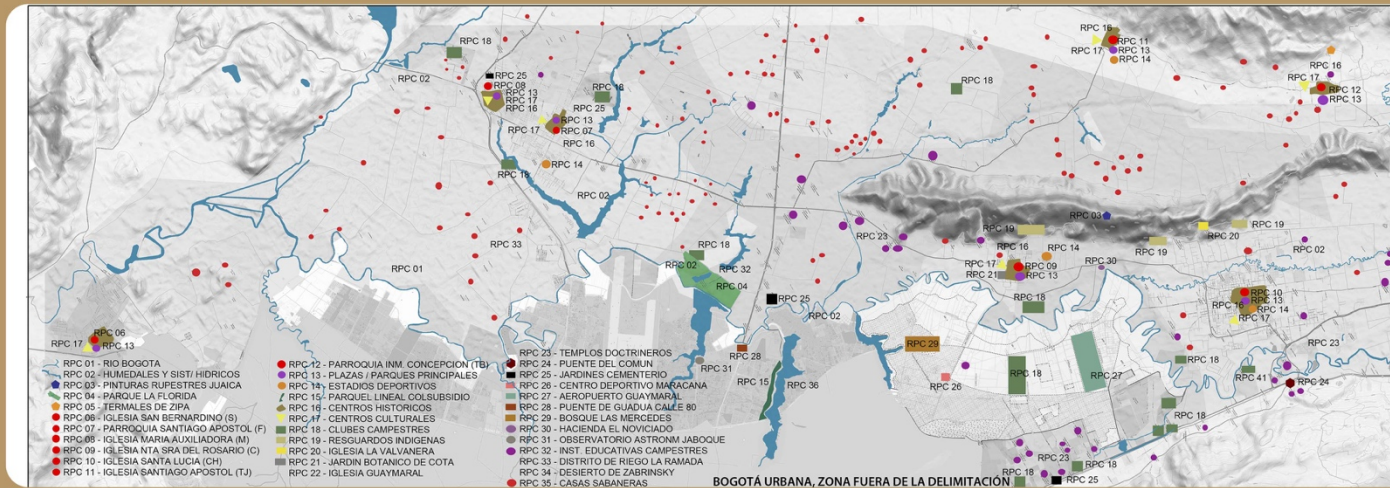 RPC 18
RPC 02
RPC 25
RPC 08
RPC 13
RPC 17
RPC 16
RPC 18
RPC 25
RPC 17
RPC 13
RPC 07
RPC 16
RPC 18
RPC 14
RPC 02
RPC 18
RPC 16
RPC 17
RPC 11
RPC 13
RPC 14
RPC 16
RPC 17
RPC 12
RPC 13
RPC 03
RPC 23
RPC 19
RPC 20
RPC 19
RPC 19
RPC 02
RPC 33
RPC 01
RPC 18
RPC 02
RPC 32
RPC 04
RPC 16
RPC 14
RPC 17
RPC 09
RPC 21
RPC 13
RPC 30
RPC 18
RPC 10
RPC 16
RPC 13
RPC 14
RPC 17
RPC 25
RPC 02
RPC 06
RPC 17
RPC 13
RPC 28
RPC 31
RPC 15
RPC 36
RPC 29
RPC 26
RPC 18
RPC 27
RPC 18
RPC 41
RPC 23
RPC 24
RPC 18
RPC 23
RPC 18
RPC 18
RPC 25
RPC 01 - RIO BOGOTA
RPC 02 - HUMEDALES Y SIST/ HIDRICOS
RPC 03 - PINTURAS RUPESTRES JUAICA
RPC 04 - PARQUE LA FLORIDA
RPC 05 - TERMALES DE ZIPA
RPC 06 - IGLESIA SAN BERNARDINO (S)
RPC 07 - PARROQUIA SANTIAGO APOSTOL (F)
RPC 08 - IGLESIA MARIA AUXILIADORA (M)
RPC 09 - IGLESIA NTA SRA DEL ROSARIO (C)
RPC 10 - IGLESIA SANTA LUCIA (CH)
RPC 11 - IGLESIA SANTIAGO APOSTOL (TJ)
RPC 12 - PARROQUIA INM. CONCEPCION (TB)
RPC 13 - PLAZAS / PARQUES PRINCIPALES
RPC 14 - ESTADIOS DEPORTIVOS
RPC 15 - PARQUEL LINEAL COLSUBSIDIO
RPC 16 - CENTROS HISTORICOS
RPC 17 - CENTROS CULTURALES
RPC 18 - CLUBES CAMPESTRES
RPC 19 - RESGUARDOS INDIGENAS
RPC 20 - IGLESIA LA VALVANERA
RPC 21 - JARDIN BOTANICO DE COTA
RPC 22 - IGLESIA GUAYMARAL
RPC 23 - TEMPLOS DOCTRINEROS
RPC 24 - PUENTE DEL COMUN
RPC 25 - JARDINES CEMENTERIO
RPC 26 - CENTRO DEPORTIVO MARACANA
RPC 27 - AEROPUERTO GUAYMARAL
RPC 28 - PUENTE DE GUADUA CALLE 80
RPC 29 - BOSQUE LAS MERCEDES
RPC 30 - HACIENDA EL NOVICIADO
RPC 31 - OBSERVATORIO ASTRONM JABOQUE
RPC 32 - INST. EDUCATIVAS CAMPESTRES
RPC 33 - DISTRITO DE RIEGO LA RAMADA
RPC 34 - DESIERTO DE ZABRINSKY
RPC 35 - CASAS SABANERAS
BOGOTÁ URBANA, ZONA FUERA DE LA DELIMITACIÓN